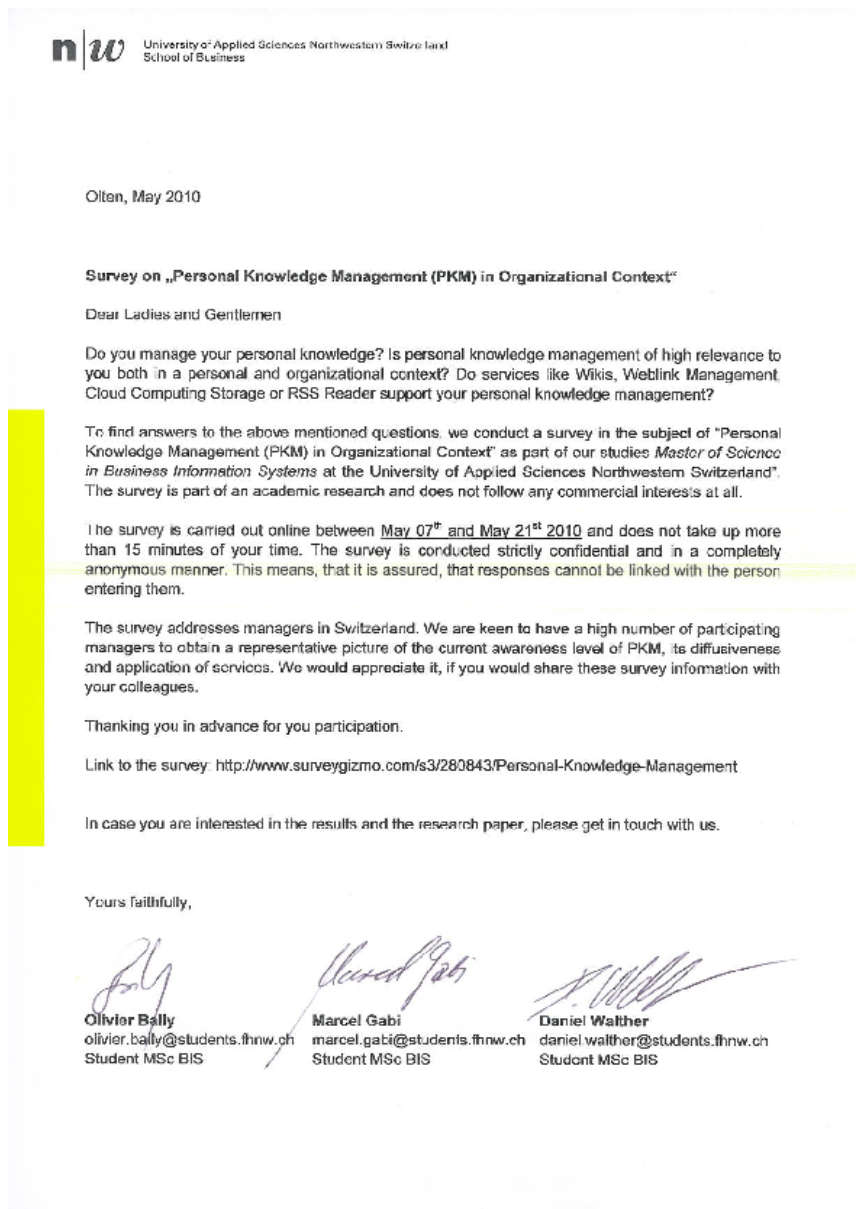 n|w University of Applied Sciences Northwestern Switzerland
School of Business
Olten, May 2010
Survey on „Personal Knowledge Management (PKM) in Organizational Context“
Dear Ladies and Gentlemen
Do you manage your personal knowledge? Is personal knowledge management of high relevance to
you both in a personal and organizational context? Do services like Wikis, Weblink Management,
Cloud Computing Storage or RSS Reader support your personal knowledge management?
To find answers to the above mentioned questions, we conduct a survey in the subject of "Personal
Knowledge Management (PKM) in Organizational Context" as part of our studies Master of Science
in Business Information Systems at the University of Applied Sciences Northwestern Switzerland".
The survey is part of an academic research and does not follow any commercial interests at all.
The survey is carried out online between May 07th and May 21st 2010 and does not take up more
than 15 minutes of your time. The survey is conducted strictly confidential and in a completely
anonymous manner. This means, that it is assured, that responses cannot be linked with the person
entering them.
The survey addresses managers in Switzerland. We are keen to have a high number of participating
managers to obtain a representative picture of the current awareness level of PKM, its diffusiveness
and application of services. We would appreciate it, if you would share these survey information with
your colleagues.
Thanking you in advance for you participation.
Link to the survey: http://www.surveygizmo.com/s3/280843/Personal-Knowledge-Management
In case you are interested in the results and the research paper, please get in touch with us.
Yours faithfully,
Marcel Gabi
D. Walther
Olivier Bally Marcel Gabi Daniel Walther
olivier.bally@students.fhnw.ch marcel.gabi@students.fhnw.ch daniel.walther@students.fhnw.ch
Student MSc BIS Student MSc BIS Student MSc BIS